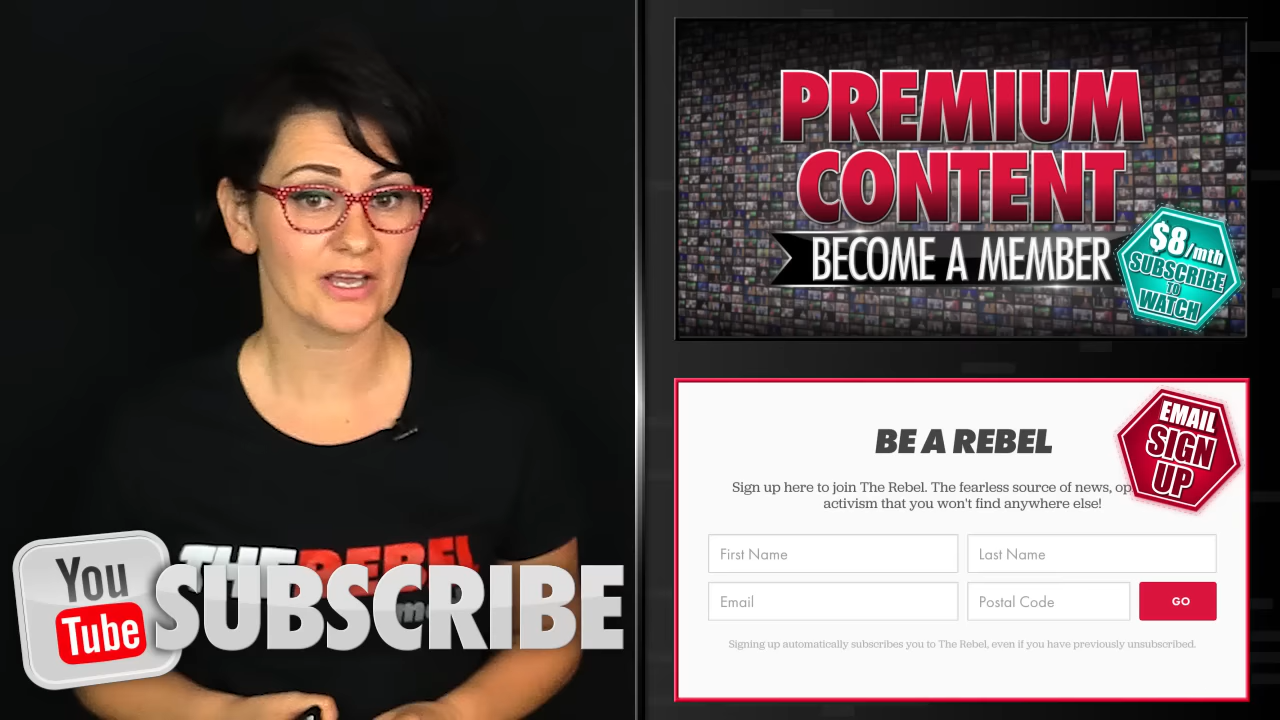 THE REBEL
You
Tube
SUBSCRIBE
PREMIUM
CONTENT
BECOME A MEMBER
$8/mth
SUBSCRIBE
TO
WATCH
EMAIL
SIGN
UP
BE A REBEL
Sign up here to join The Rebel. The fearless source of news, op
activism that you won't find anywhere else!
First Name
Last Name
Email
Postal Code
GO
Signing up automatically subscribes you to The Rebel, even if you have previously unsubscribed.